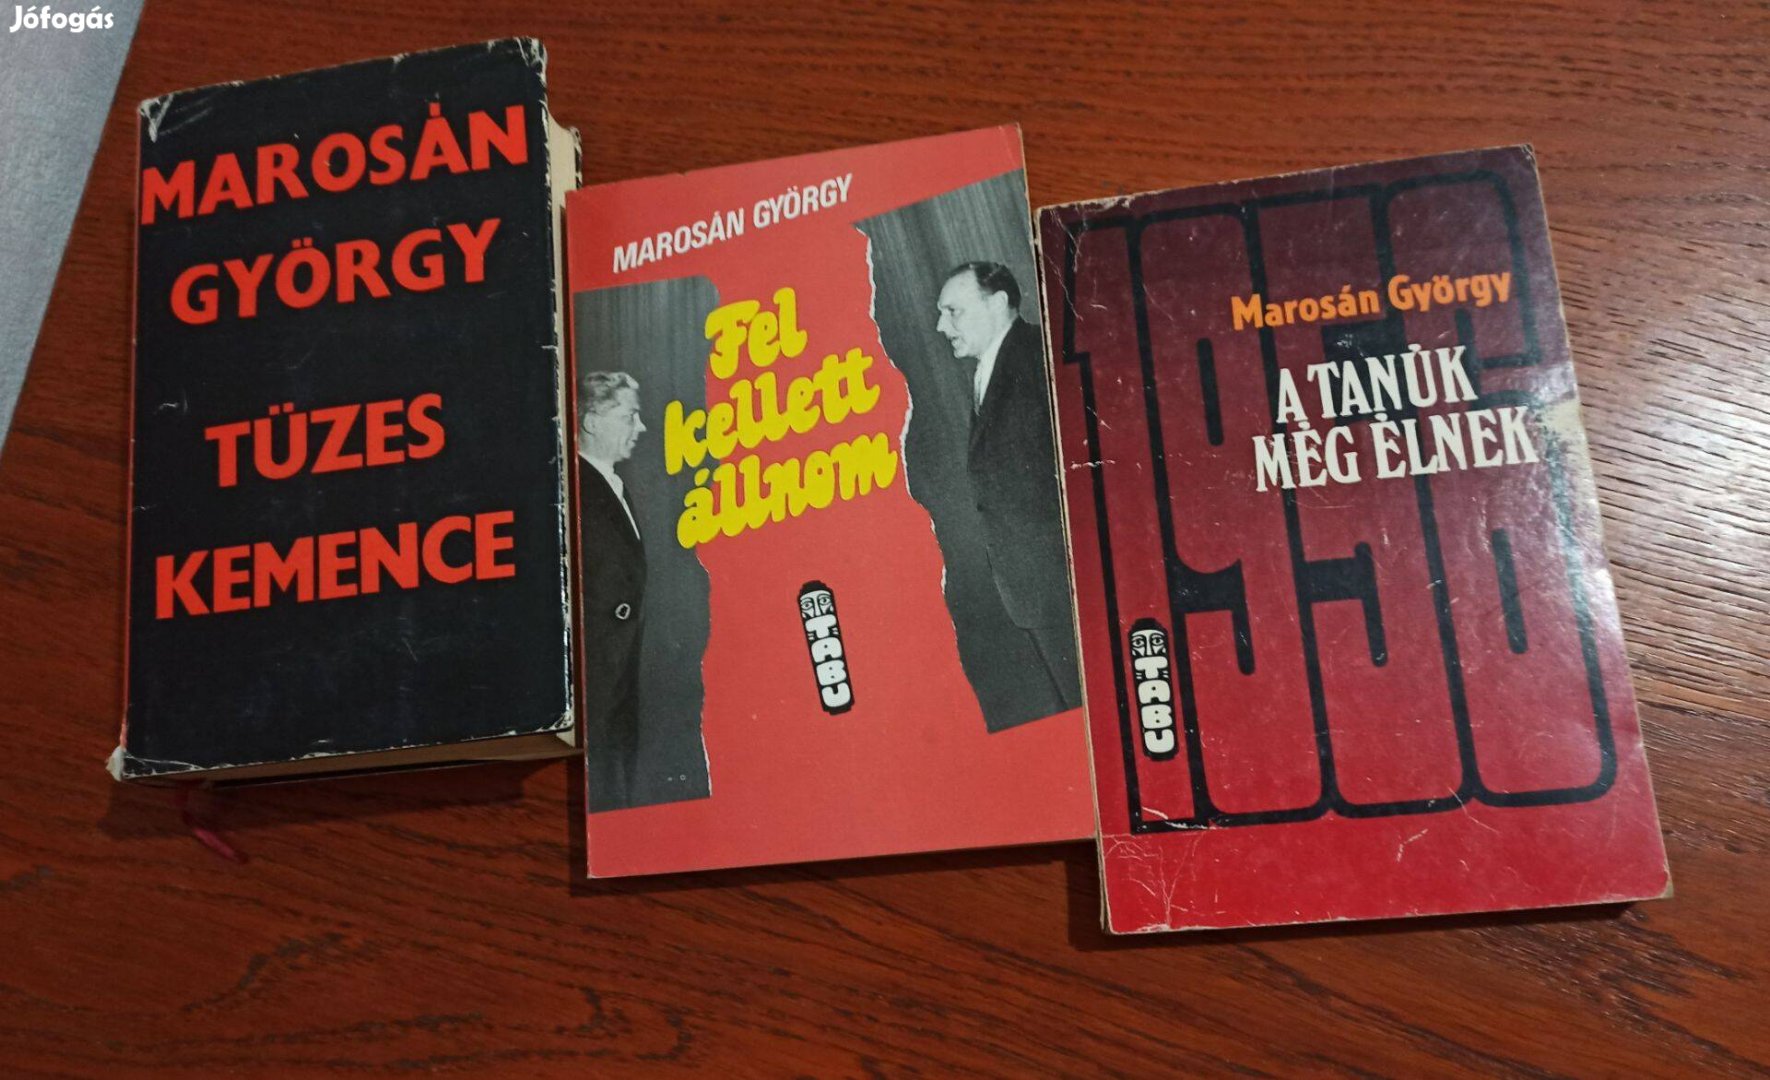 Jófogás
MAROSÁN
GYÖRGY
TÜZES
KEMENCE
MAROSÁN GYÖRGY
Fel
kellett
állnom
TABU
1956
Marosán György
A TANÚK
MÉG ÉLNEK
TABU